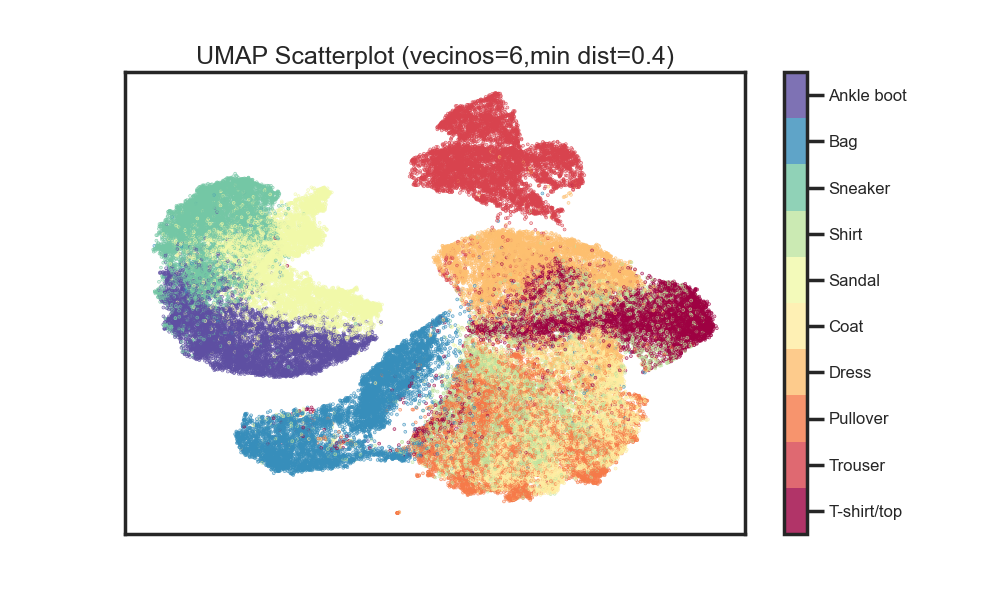 UMAP Scatterplot (vecinos=6,min dist=0.4)
Ankle boot
Bag
Sneaker
Shirt
Sandal
Coat
Dress
Pullover
Trouser
T-shirt/top